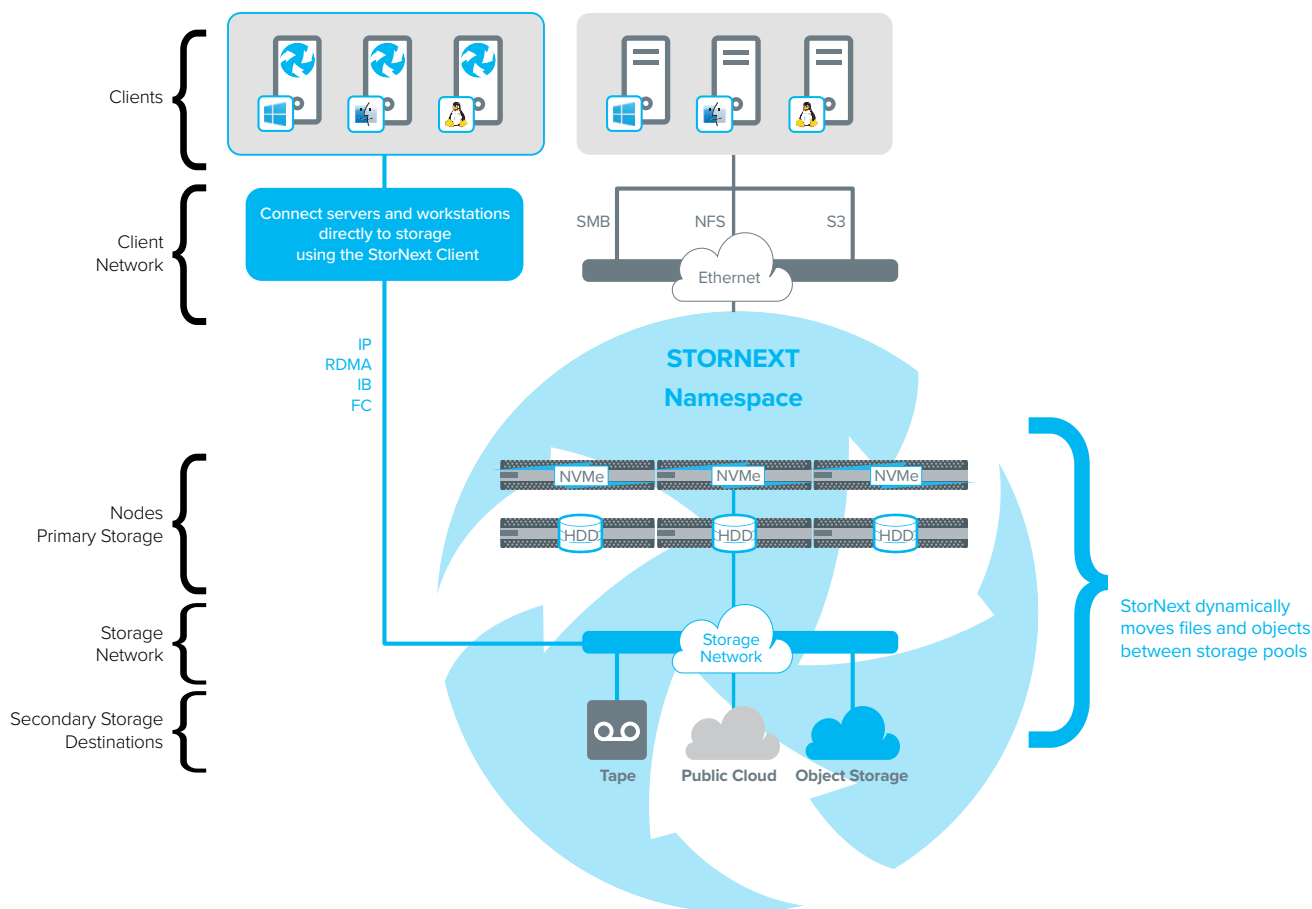 Clients
Client
Network
Connect servers and workstations
directly to storage
using the StorNext Client
SMB
NFS
S3
Ethernet
IP
RDMA
IB
FC
STORNEXT
Namespace
Nodes
Primary Storage
NVMe
NVMe
NVMe
HDD
HDD
HDD
Storage
Network
Storage
Network
StorNext dynamically
moves files and objects
between storage pools
Secondary Storage
Destinations
Tape
Public Cloud
Object Storage